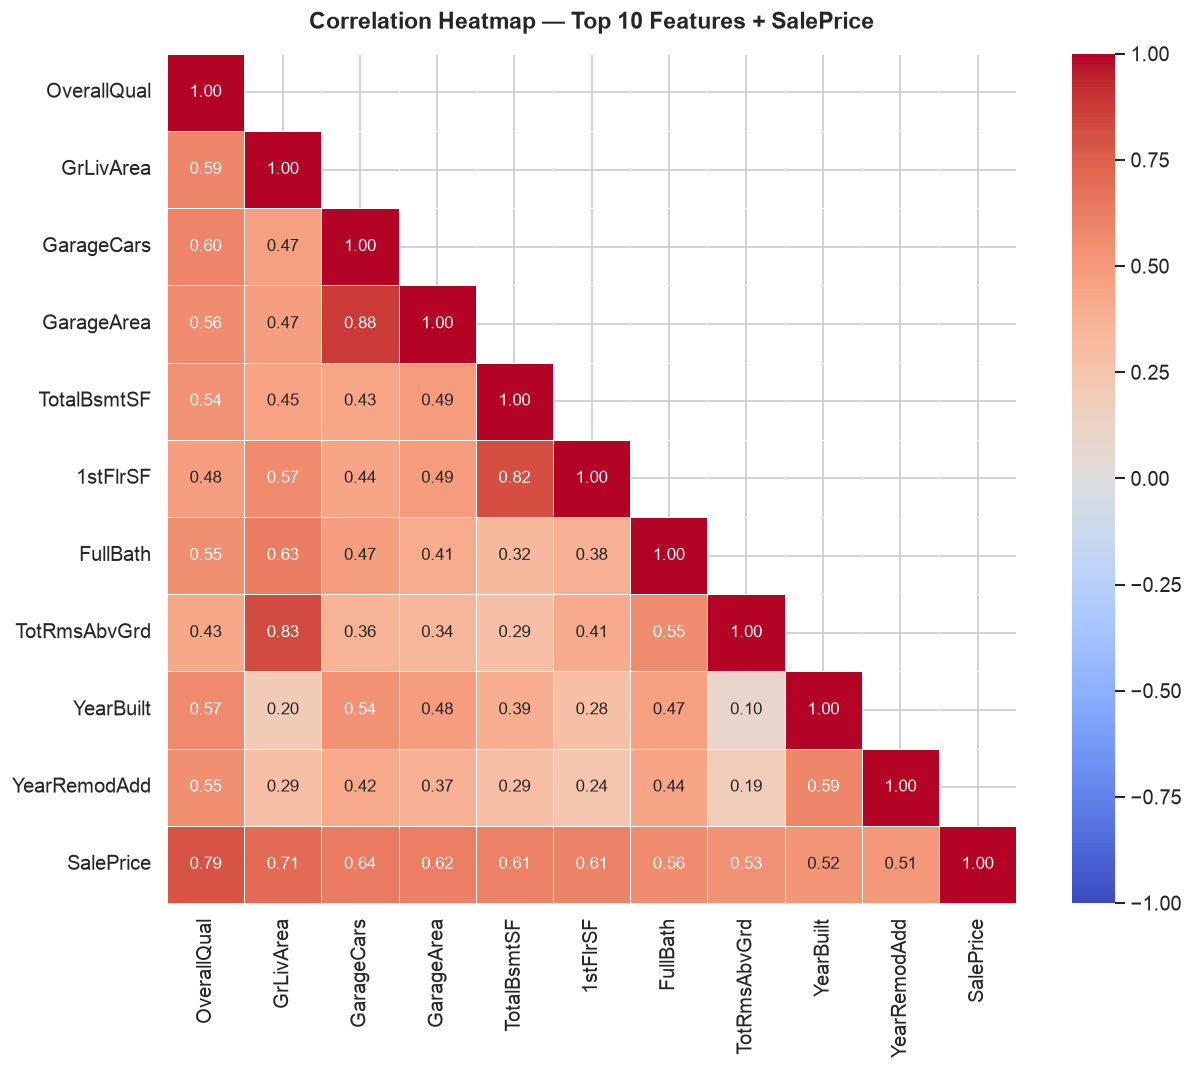 Correlation Heatmap — Top 10 Features + SalePrice
OverallQual 1.00
GrLivArea 0.59 1.00
GarageCars 0.60 0.47 1.00
GarageArea 0.56 0.47 0.88 1.00
TotalBsmtSF 0.54 0.45 0.43 0.49 1.00
1stFlrSF 0.48 0.57 0.44 0.49 0.82 1.00
FullBath 0.55 0.63 0.47 0.41 0.32 0.38 1.00
TotRmsAbvGrd 0.43 0.83 0.36 0.34 0.29 0.41 0.55 1.00
YearBuilt 0.57 0.20 0.54 0.48 0.39 0.28 0.47 0.10 1.00
YearRemodAdd 0.55 0.29 0.42 0.37 0.29 0.24 0.44 0.19 0.59 1.00
SalePrice 0.79 0.71 0.64 0.62 0.61 0.61 0.56 0.53 0.52 0.51 1.00
OverallQual
GrLivArea
GarageCars
GarageArea
TotalBsmtSF
1stFlrSF
FullBath
TotRmsAbvGrd
YearBuilt
YearRemodAdd
SalePrice
1.00
0.75
0.50
0.25
0.00
−0.25
−0.50
−0.75
−1.00